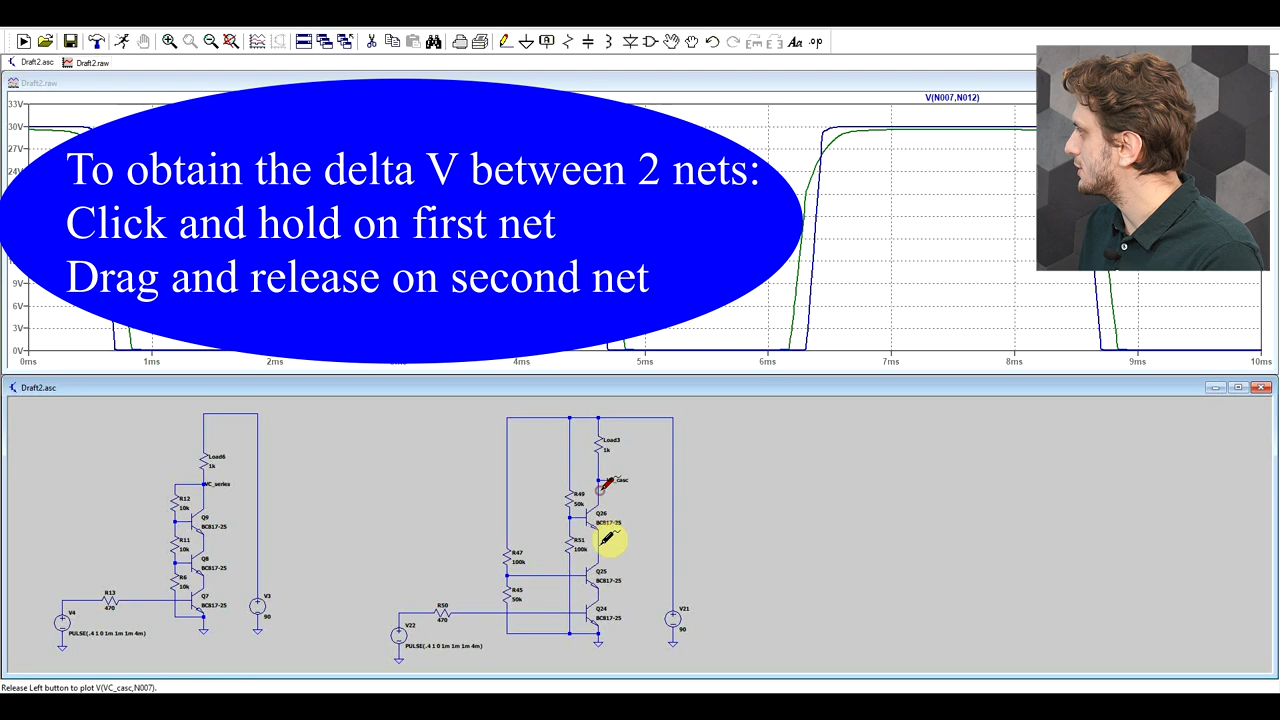 Draft2.asc
Draft2.raw
Draft2.raw
V(N007,N012)
33V
30V
27V
24V
9V
6V
3V
0V
0ms
1ms
2ms
4ms
5ms
6ms
7ms
8ms
9ms
10ms
To obtain the delta V between 2 nets:
Click and hold on first net
Drag and release on second net
Draft2.asc
Load6
1k
VC_series
R12
10k
Q9
BC817-25
R11
10k
Q8
BC817-25
R6
10k
Q7
BC817-25
R13
470
V4
PULSE(.4 1 0 1m 1m 1m 4m)
V3
90
Load3
1k
R49
50k
Q26
BC817-25
R51
100k
R47
100k
Q25
BC817-25
R45
50k
Q24
BC817-25
R50
470
V22
PULSE(.4 1 0 1m 1m 1m 4m)
V21
90
Release Left button to plot V(VC_casc,N007).